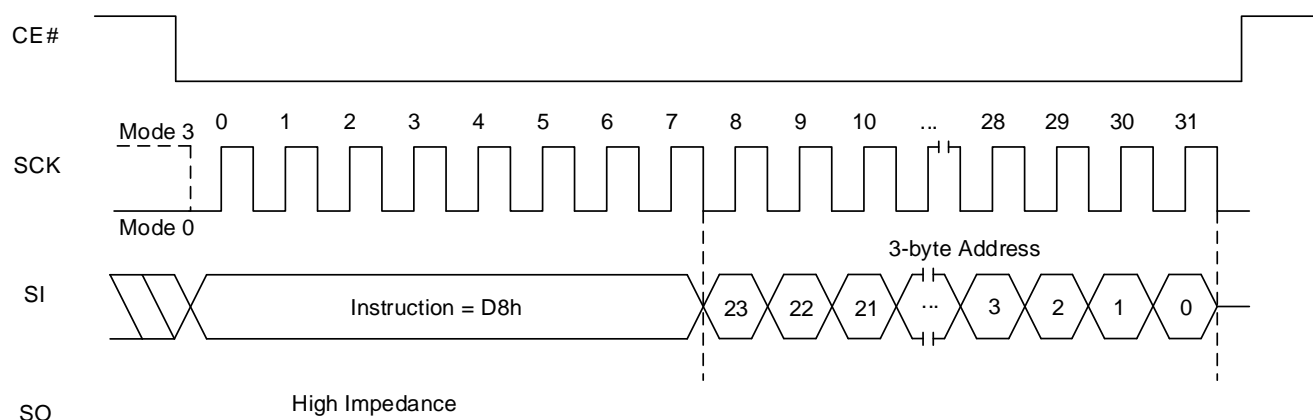 CE#
0 1 2 3 4 5 6 7 8 9 10 ... 28 29 30 31
Mode 3
SCK
Mode 0
3-byte Address
SI
Instruction = D8h 23 22 21 ... 3 2 1 0
High Impedance
SO